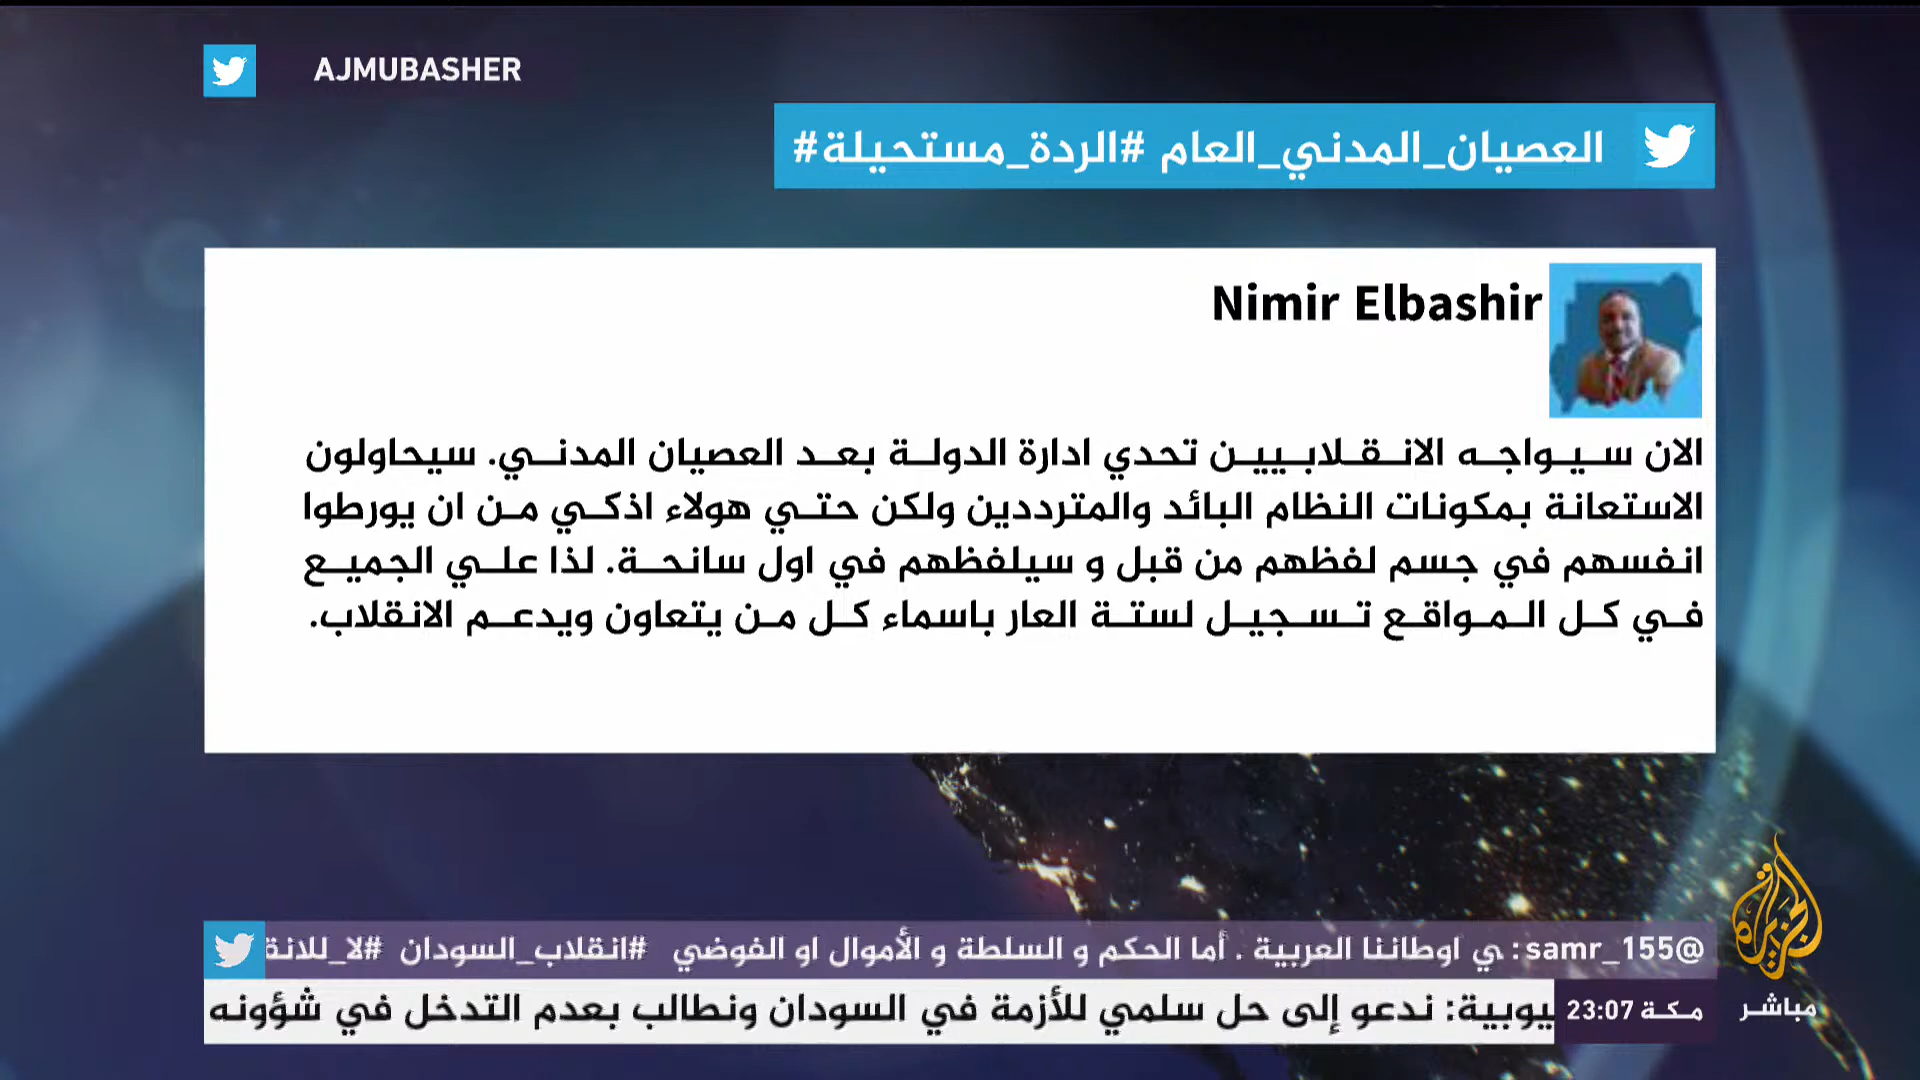 AJMUBASHER
العصيان_المدني_العام #الردة_مستحيلة#
Nimir Elbashir
الان سيواجه الانقلابيين تحدي ادارة الدولة بعد العصيان المدني. سيحاولون
الاستعانة بمكونات النظام البائد والمترددين ولكن حتي هولاء اذكي من ان يورطوا
انفسهم في جسم لفظهم من قبل و سيلفظهم في اول سانحة. لذا علي الجميع
في كل المواقع تسجيل لستة العار باسماء كل من يتعاون ويدعم الانقلاب.
@samr_155: ي اوطاننا العربية . أما الحكم و السلطة و الأموال او الفوضي #انقلاب_السودان #لا_للانق
مكة 23:07 يوبية: ندعو إلى حل سلمي للأزمة في السودان ونطالب بعدم التدخل في شؤونه
الجزيرة
مباشر